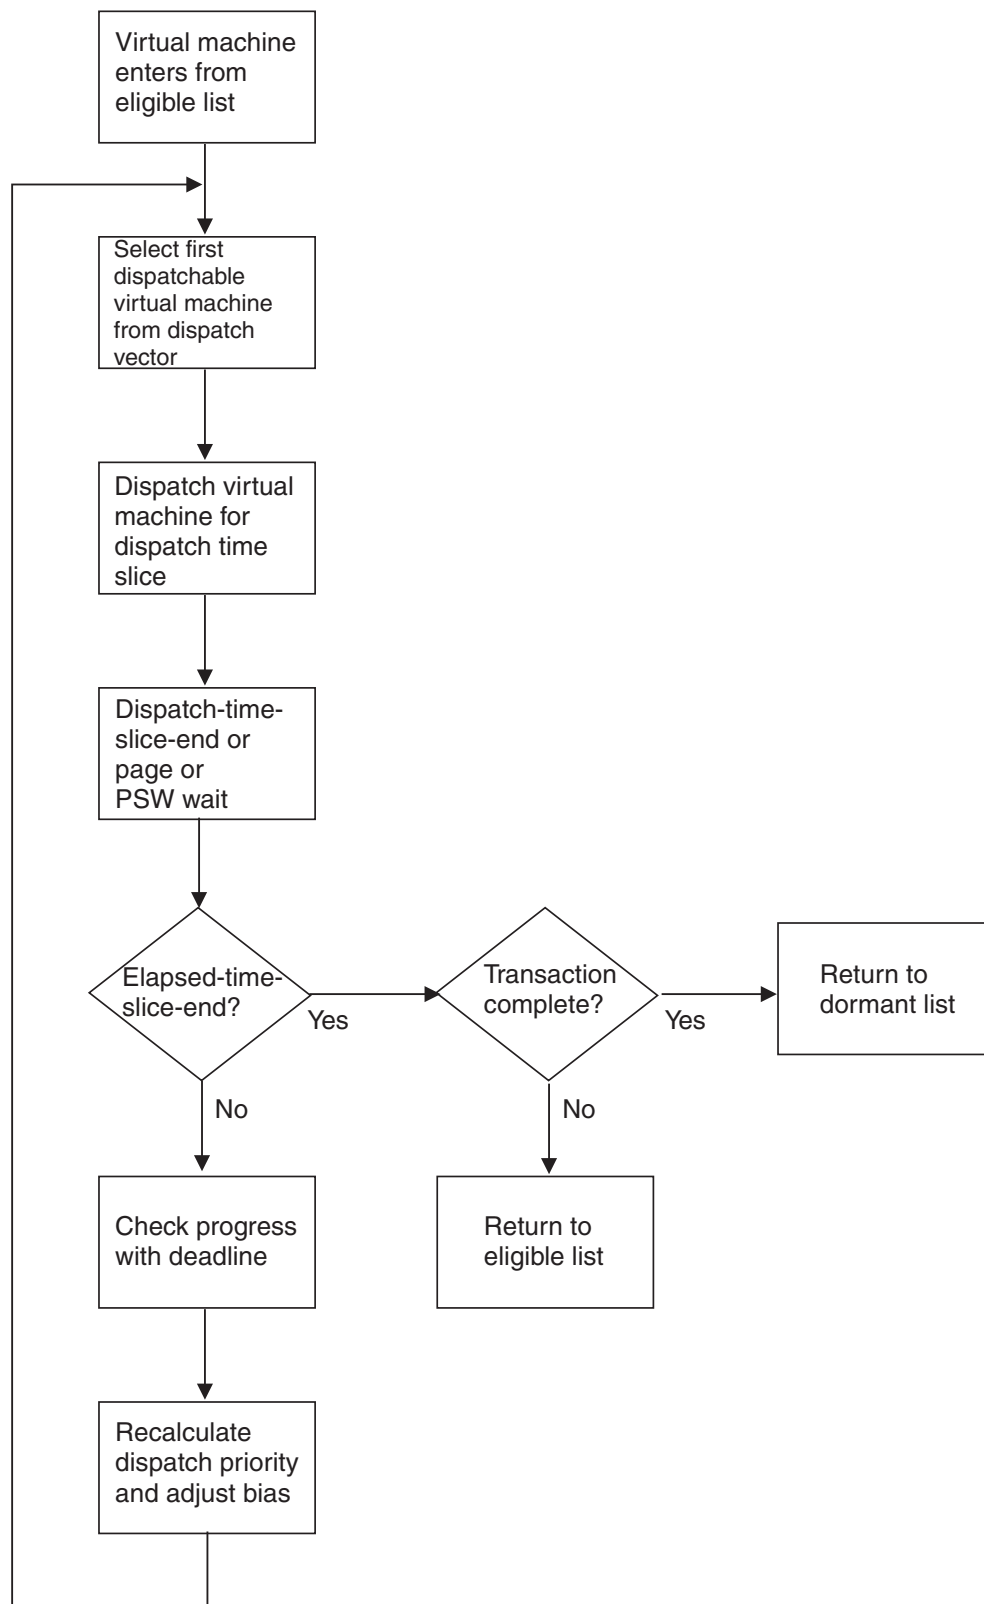 Virtual machine
enters from
eligible list
Select first
dispatchable
virtual machine
from dispatch
vector
Dispatch virtual
machine for
dispatch time
slice
Dispatch-time-
slice-end or
page or
PSW wait
Elapsed-time-
slice-end?
Yes
Transaction
complete?
Yes
Return to
dormant list
No
No
Check progress
with deadline
Return to
eligible list
Recalculate
dispatch priority
and adjust bias